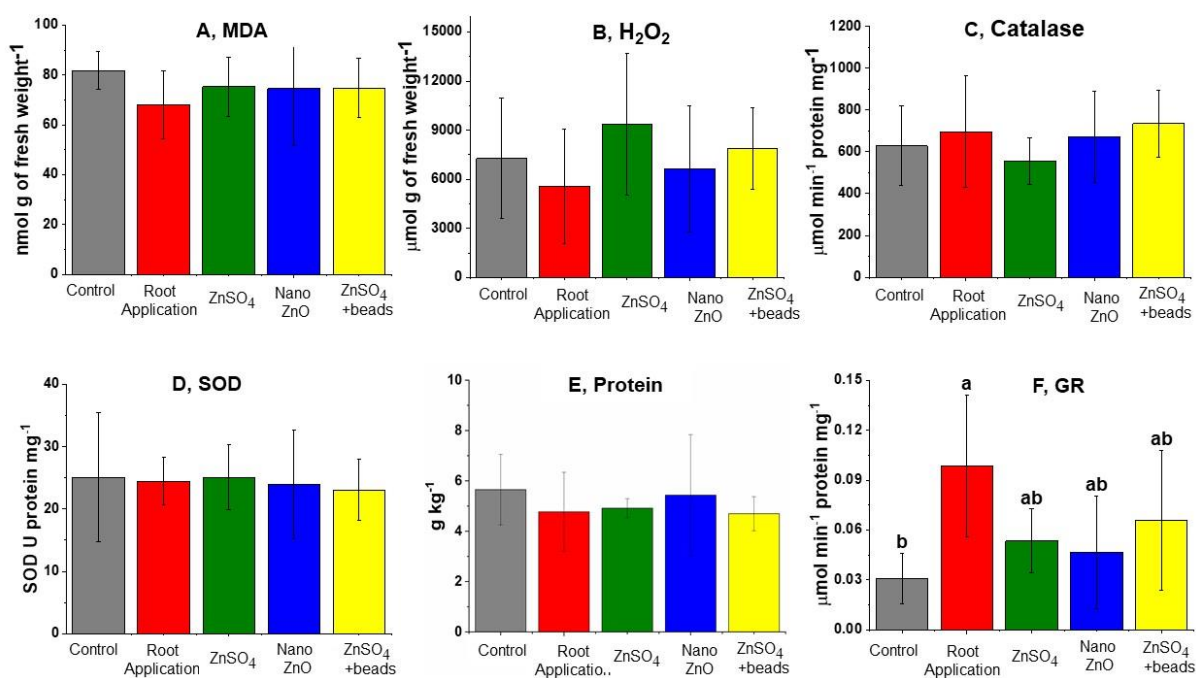 A, MDA
nmol g of fresh weight⁻¹
100
80
60
40
20
0
Control
Root
Application
ZnSO₄
Nano
ZnO
ZnSO₄
+beads
B, H₂O₂
μmol g of fresh weight⁻¹
15000
12000
9000
6000
3000
0
Control
Root
Application
ZnSO₄
Nano
ZnO
ZnSO₄
+beads
C, Catalase
μmol min⁻¹ protein mg⁻¹
1200
1000
800
600
400
200
0
Control
Root
Application
ZnSO₄
Nano
ZnO
ZnSO₄
+beads
D, SOD
SOD U protein mg⁻¹
40
30
20
10
0
Control
Root
Application
ZnSO₄
Nano
ZnO
ZnSO₄
+beads
E, Protein
g kg⁻¹
10
8
6
4
2
0
Control
Root
Application
ZnSO₄
Nano
ZnO
ZnSO₄
+beads
F, GR
μmol min⁻¹ protein mg⁻¹
0.15
0.12
0.09
0.06
0.03
0.00
b
a
ab
ab
ab
Control
Root
Application
ZnSO₄
Nano
ZnO
ZnSO₄
+beads